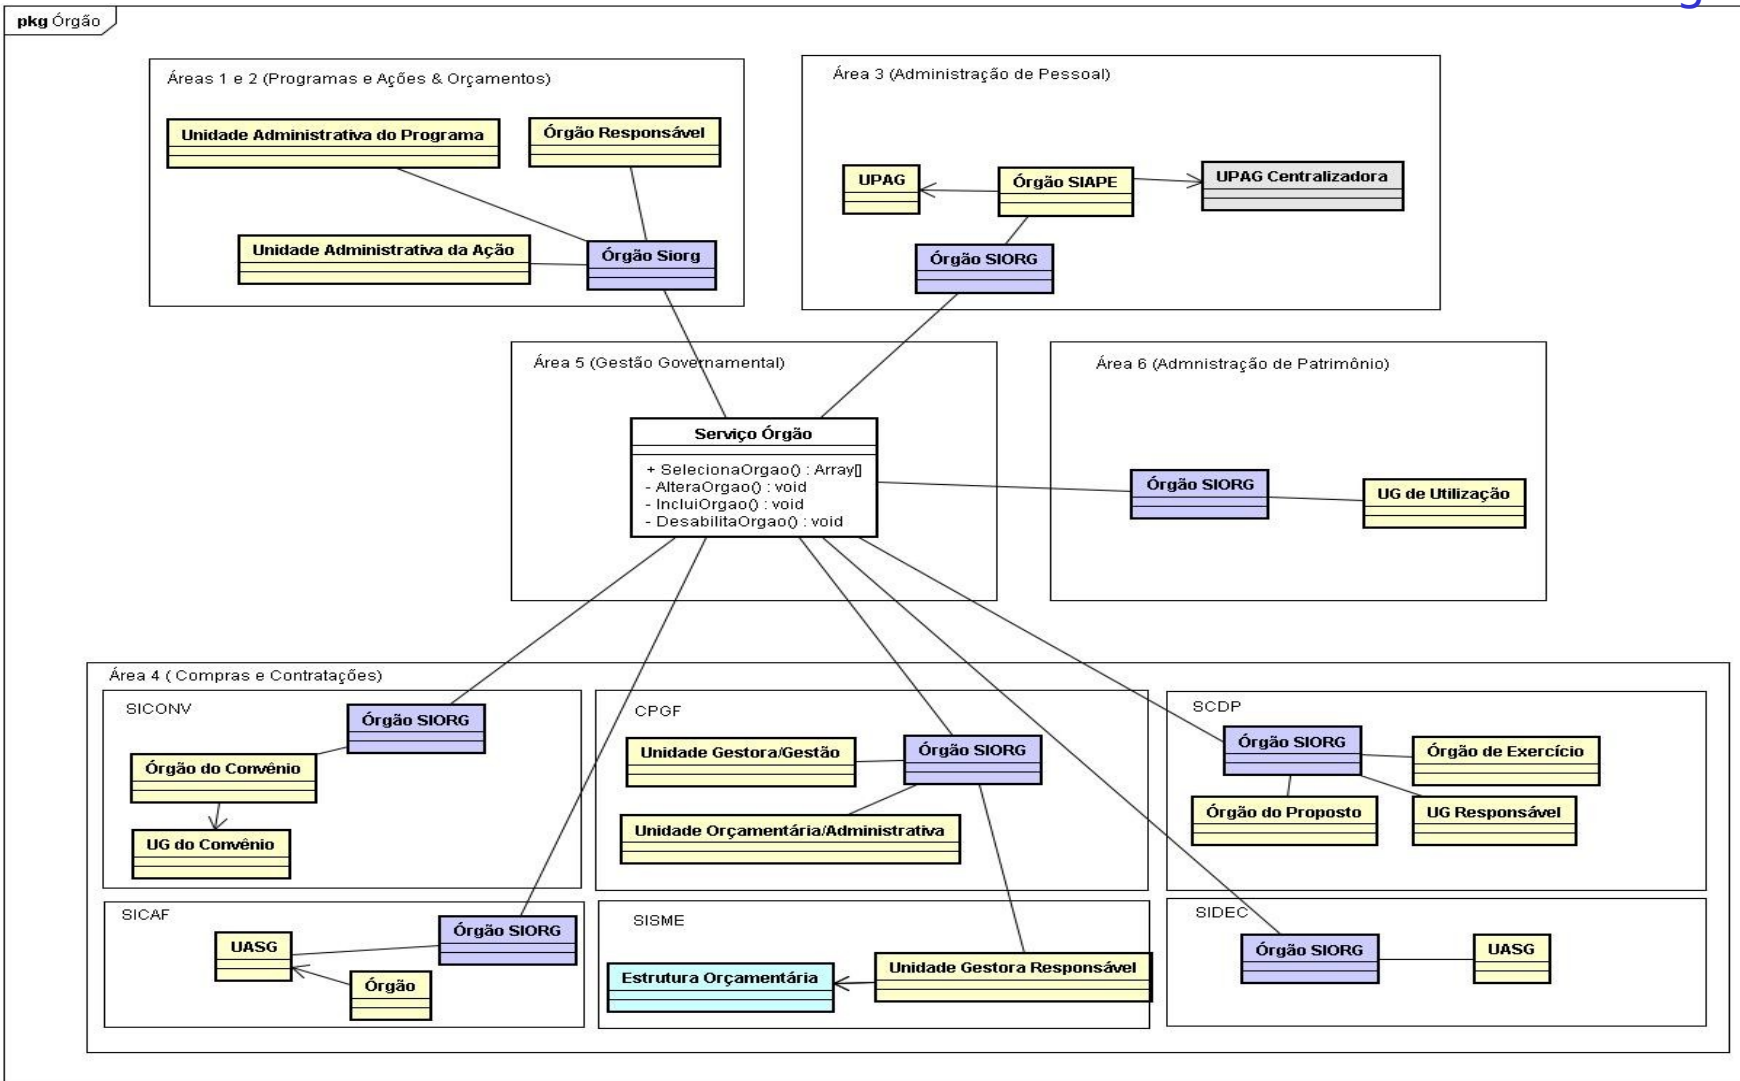 pkg Órgão
Áreas 1 e 2 (Programas e Ações & Orçamentos)
Unidade Administrativa do Programa
Órgão Responsável
Unidade Administrativa da Ação
Órgão Siorg
Área 3 (Administração de Pessoal)
UPAG
Órgão SIAPE
UPAG Centralizadora
Órgão SIORG
Área 5 (Gestão Governamental)
Serviço Órgão
+ SelecionaOrgao() : Array[]
- AlteraOrgao() : void
- IncluiOrgao() : void
- DesabilitaOrgao() : void
Área 6 (Admnistração de Patrimônio)
Órgão SIORG
UG de Utilização
Área 4 ( Compras e Contratações)
SICONV
Órgão SIORG
Órgão do Convênio
UG do Convênio
CPGF
Unidade Gestora/Gestão
Órgão SIORG
Unidade Orçamentária/Administrativa
SCDP
Órgão SIORG
Órgão de Exercício
Órgão do Proposto
UG Responsável
SICAF
Órgão SIORG
UASG
Órgão
SISME
Estrutura Orçamentária
Unidade Gestora Responsável
SIDEC
Órgão SIORG
UASG